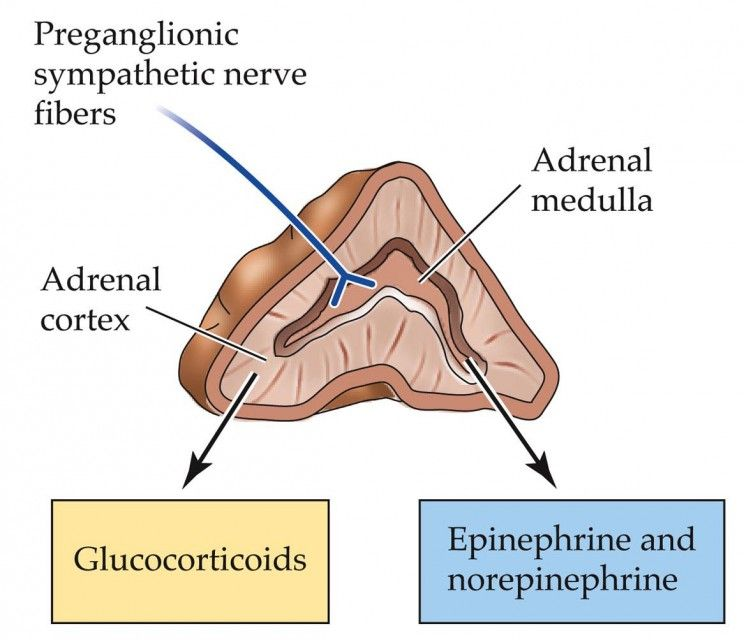 Preganglionic
sympathetic nerve
fibers
Adrenal
medulla
Adrenal
cortex
Glucocorticoids
Epinephrine and
norepinephrine